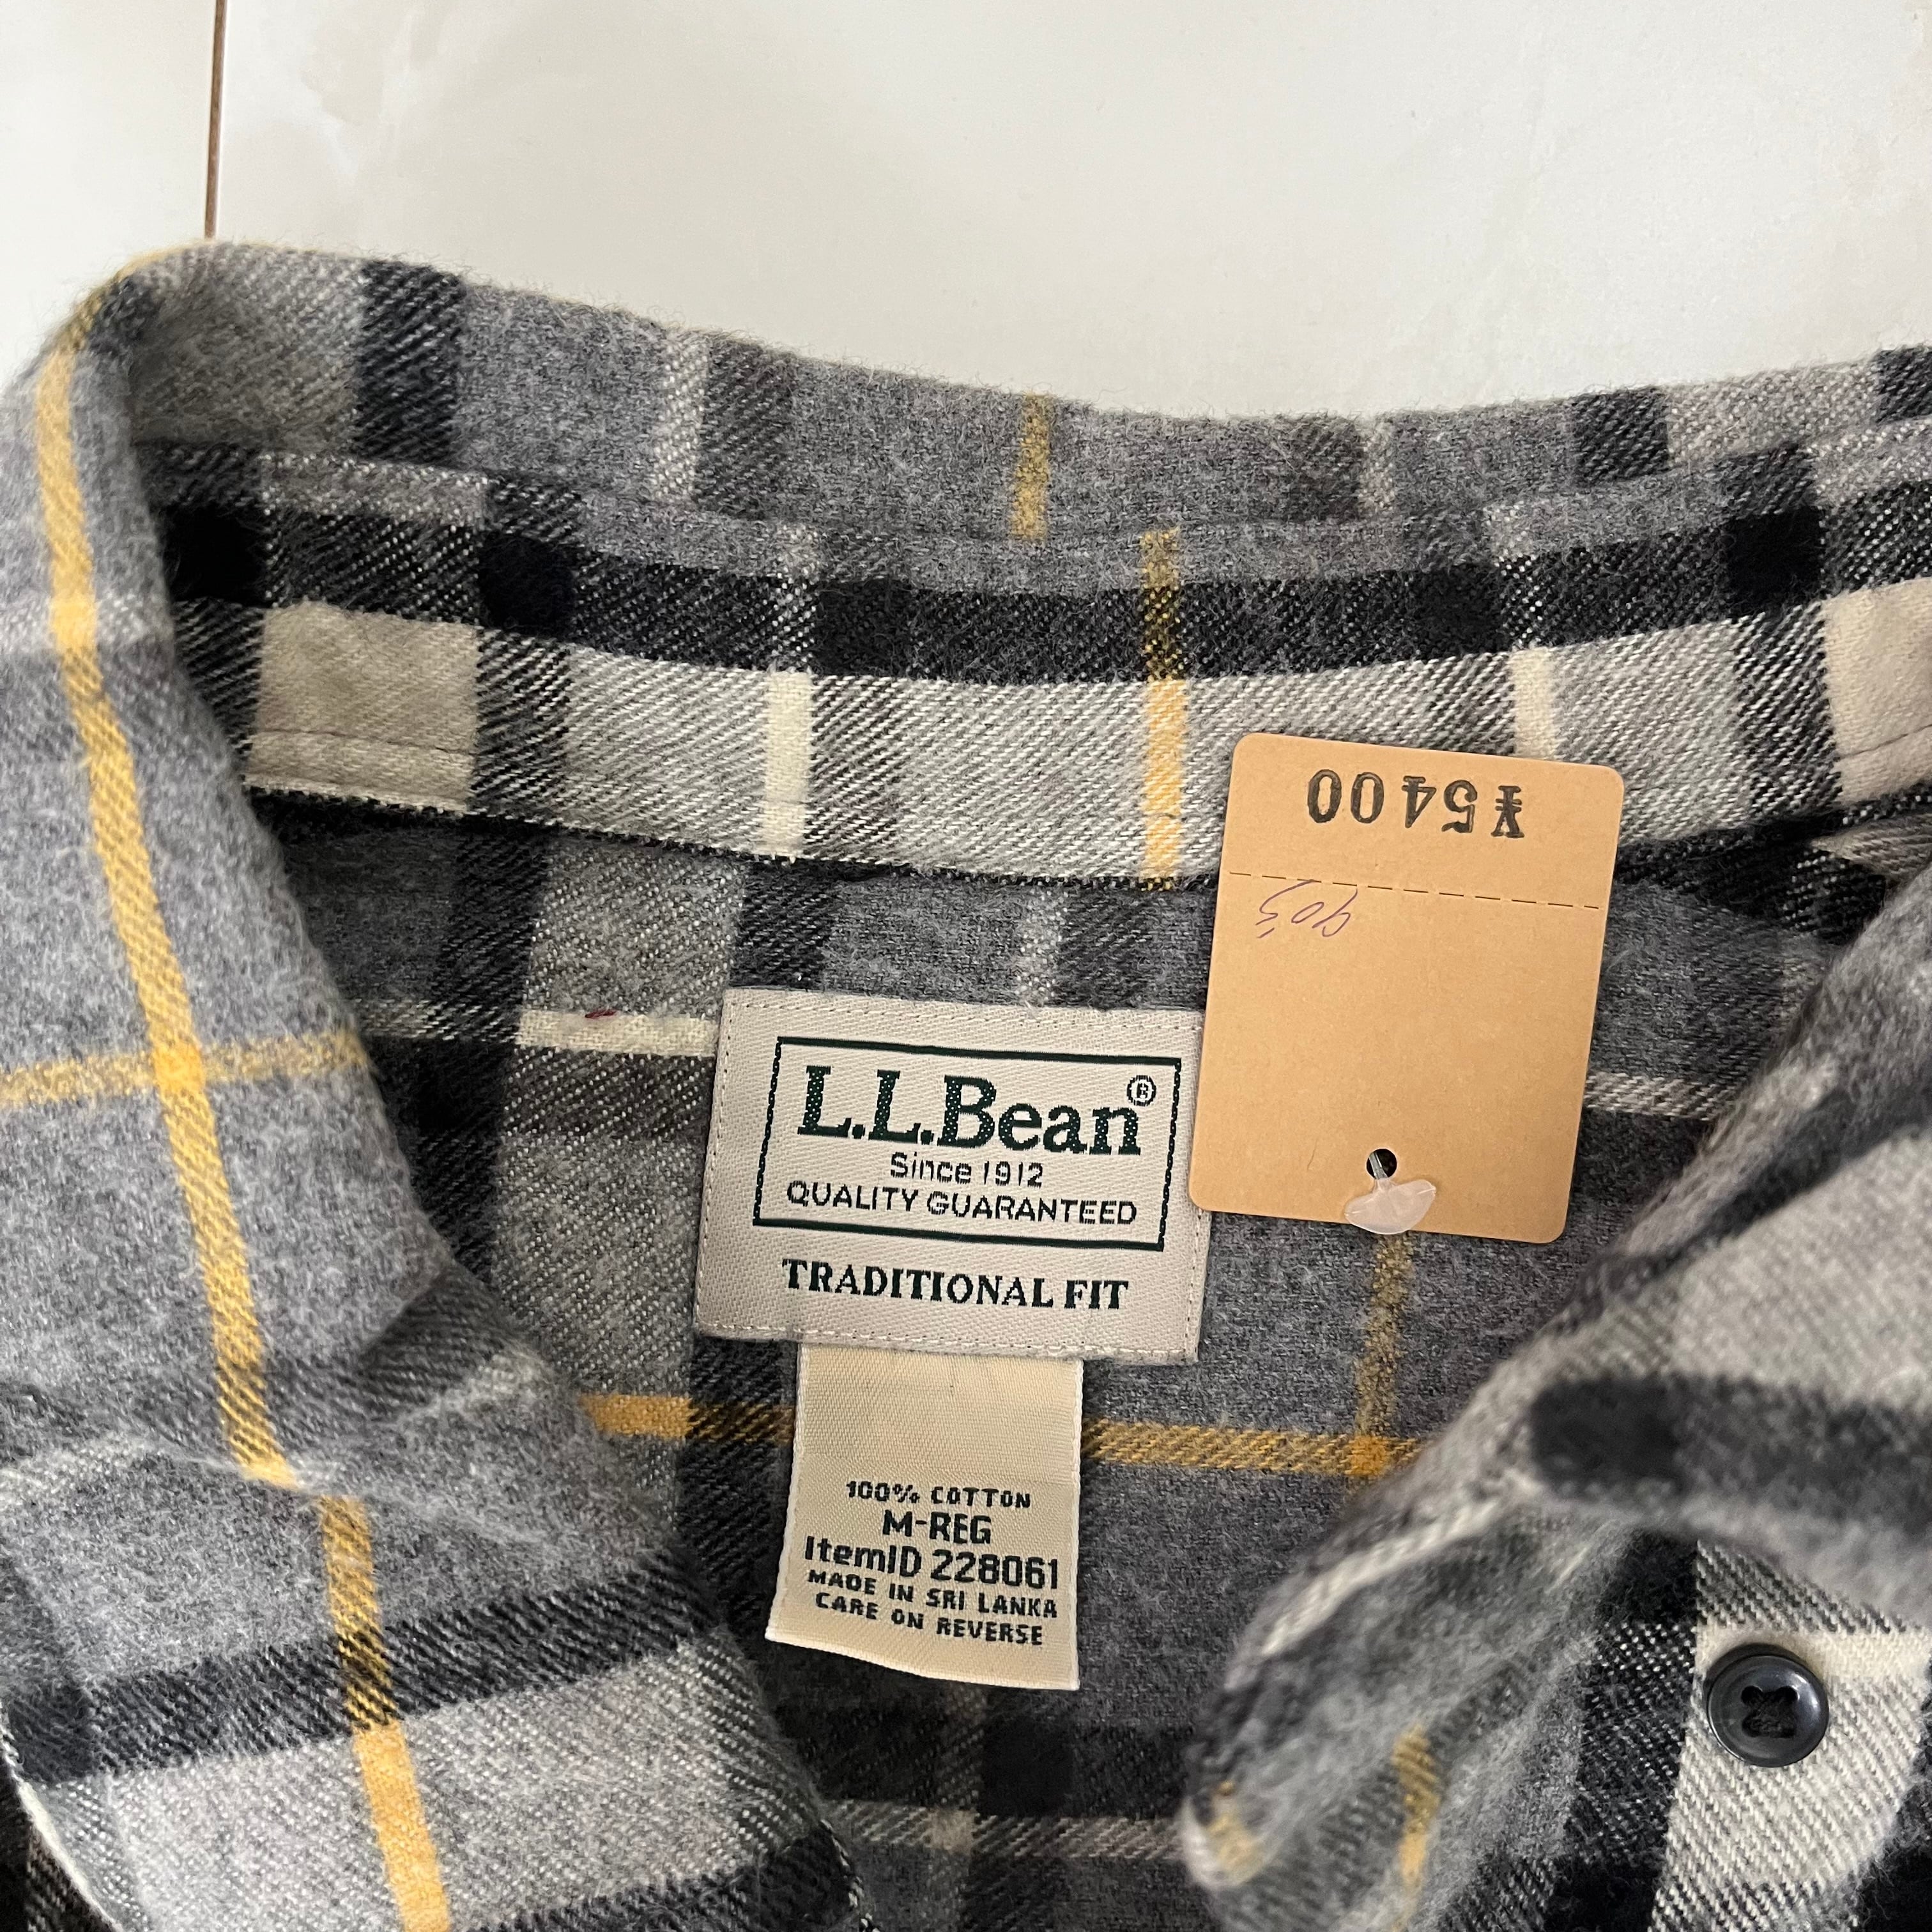 ¥5400
90's
L.L.Bean®
Since 1912
QUALITY GUARANTEED
TRADITIONAL FIT
100% COTTON
M-REG
ItemID 228061
MADE IN SRI LANKA
CARE ON REVERSE